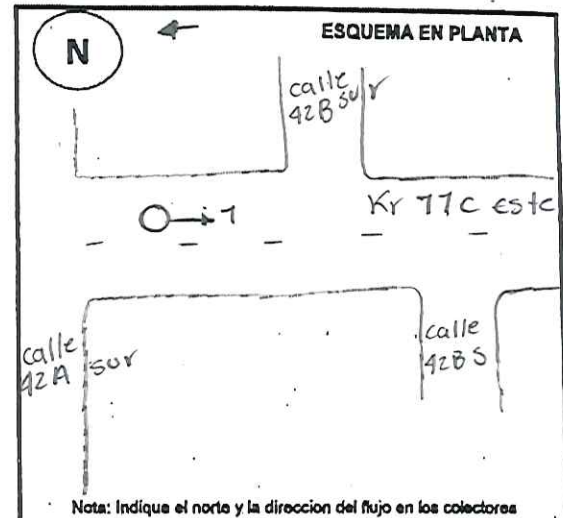 N
ESQUEMA EN PLANTA
calle
42B sur
1
Kr 77C este
calle
42A sur
calle
42B S
Nota: Indique el norte y la direccion del flujo en los colectores